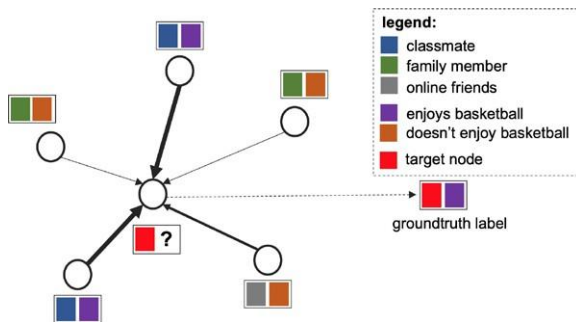 legend:
classmate
family member
online friends
enjoys basketball
doesn't enjoy basketball
target node
?
groundtruth label